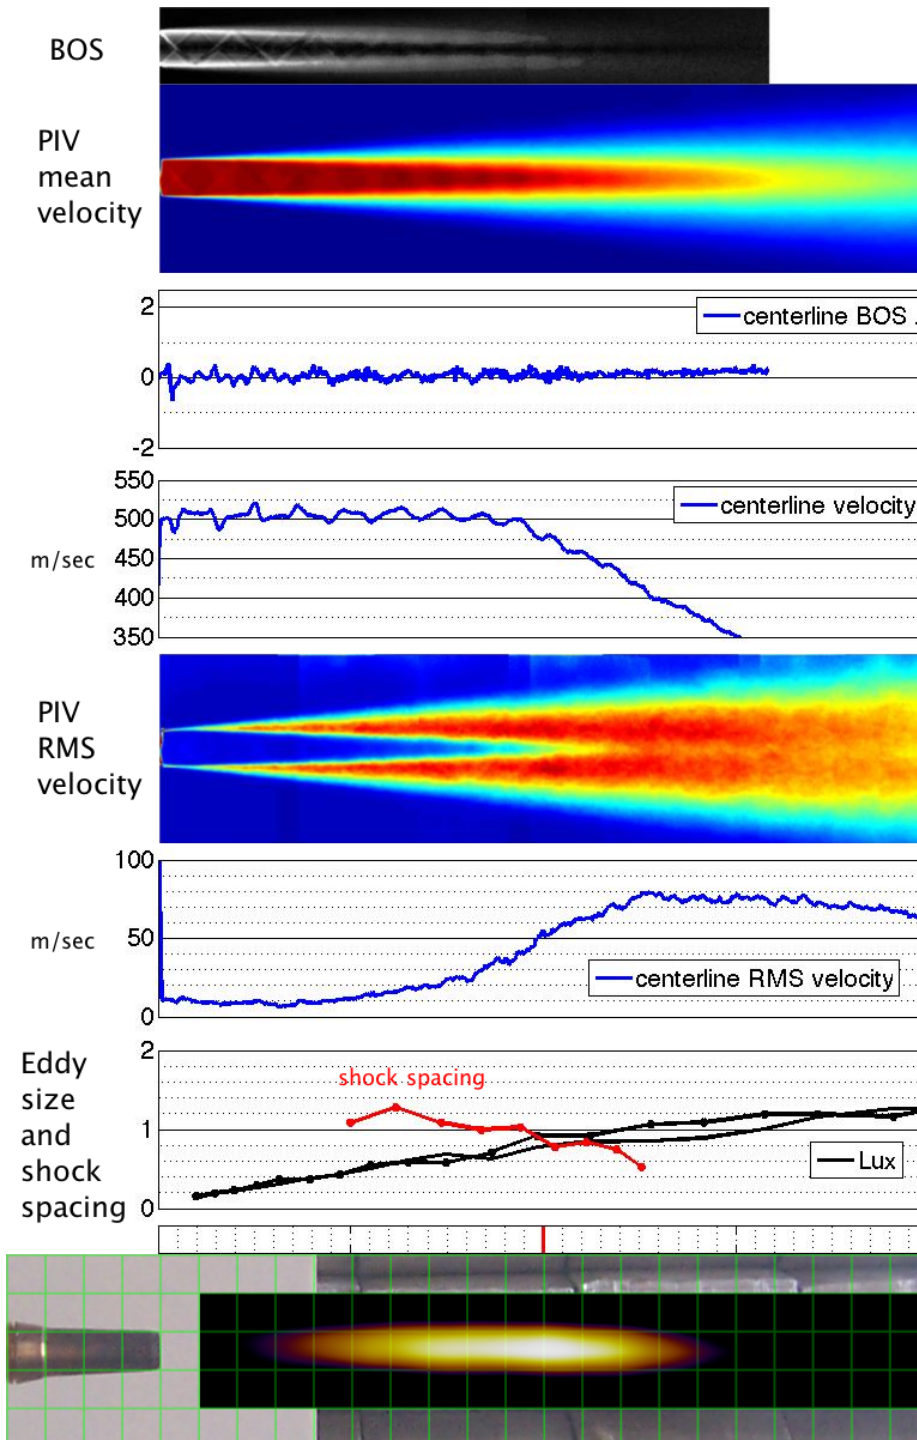 BOS
PIV
mean
velocity
2
0
-2
centerline BOS .
550
500
450
400
350
m/sec
centerline velocity
PIV
RMS
velocity
100
50
0
m/sec
centerline RMS velocity
Eddy
size
and
shock
spacing
2
1
0
shock spacing
Lux